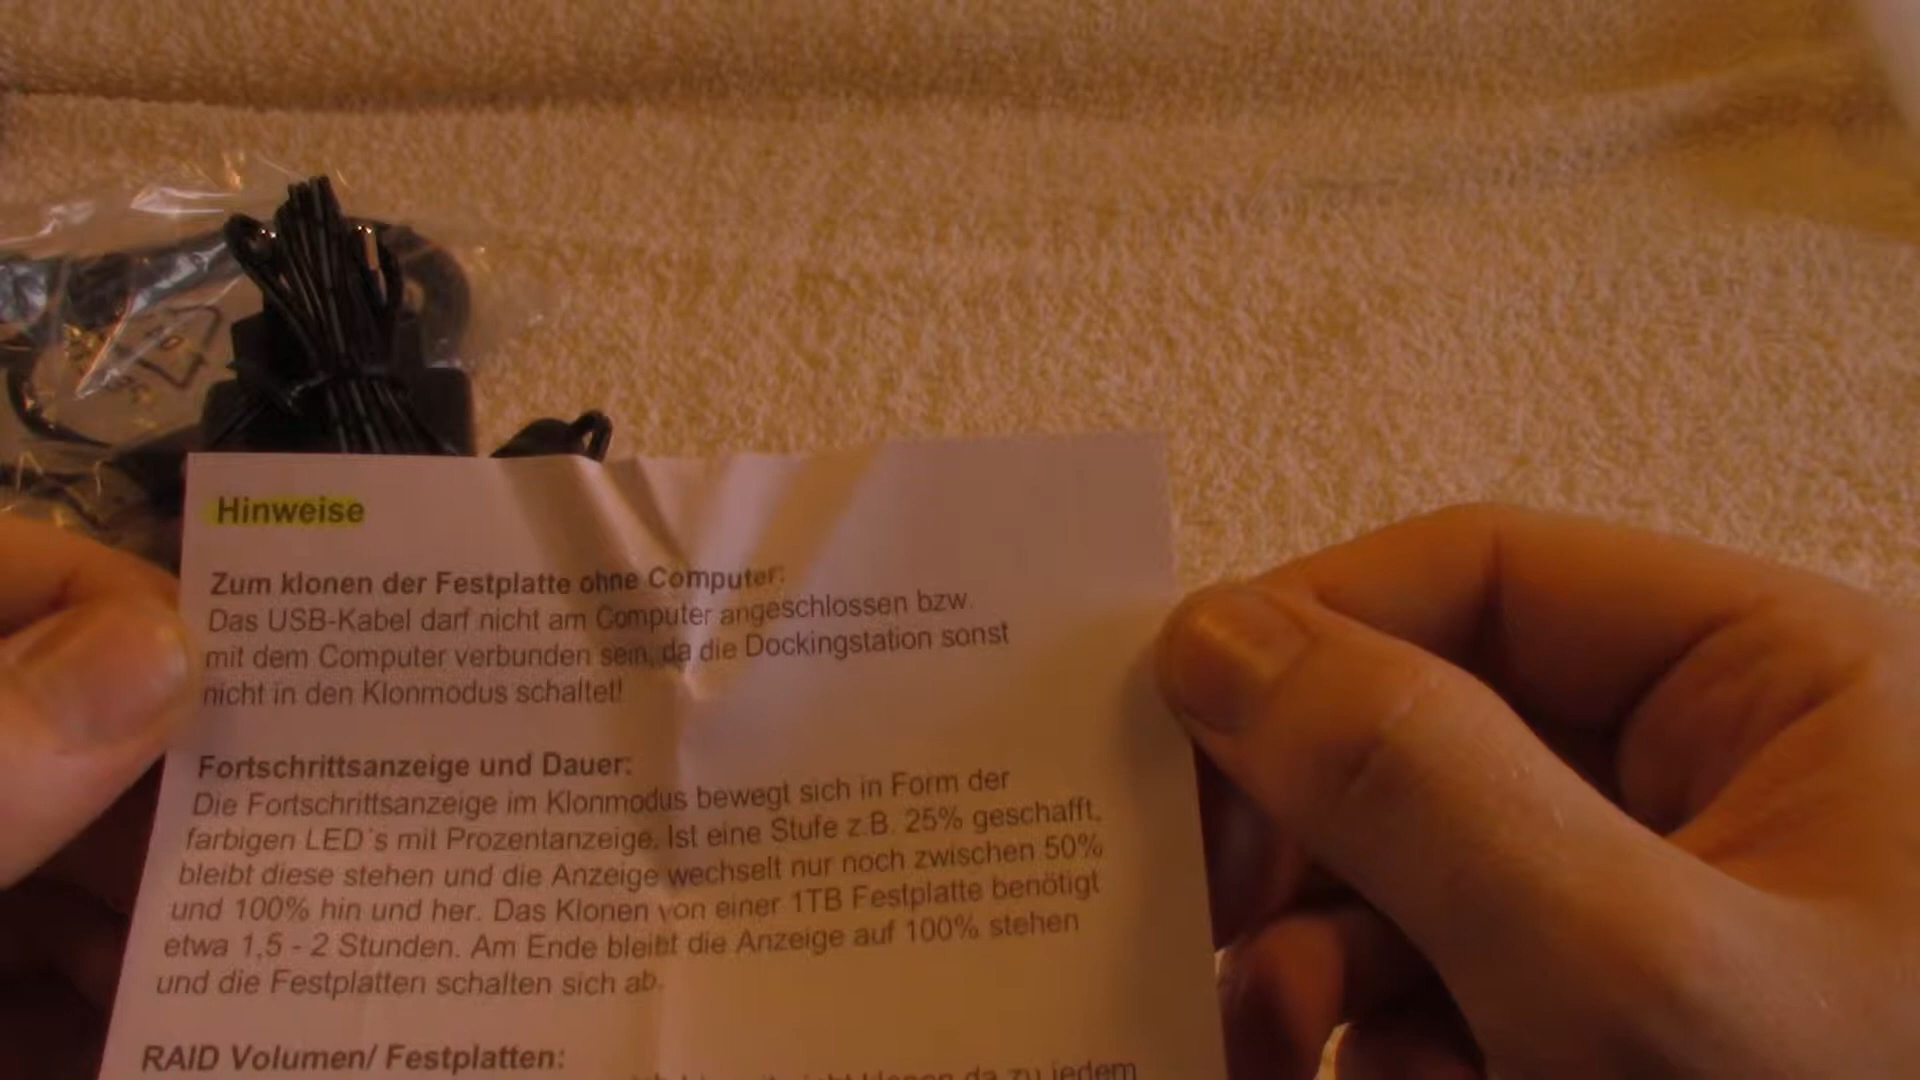 Hinweise
Zum klonen der Festplatte ohne Computer:
Das USB-Kabel darf nicht am Computer angeschlossen bzw.
mit dem Computer verbunden sein, da die Dockingstation sonst
nicht in den Klonmodus schaltet!
Fortschrittsanzeige und Dauer:
Die Fortschrittsanzeige im Klonmodus bewegt sich in Form der
farbigen LED´s mit Prozentanzeige. Ist eine Stufe z.B. 25% geschafft,
bleibt diese stehen und die Anzeige wechselt nur noch zwischen 50%
und 100% hin und her. Das Klonen von einer 1TB Festplatte benötigt
etwa 1,5 - 2 Stunden. Am Ende bleibt die Anzeige auf 100% stehen
und die Festplatten schalten sich ab.
RAID Volumen/ Festplatten:
klonen da zu jedem